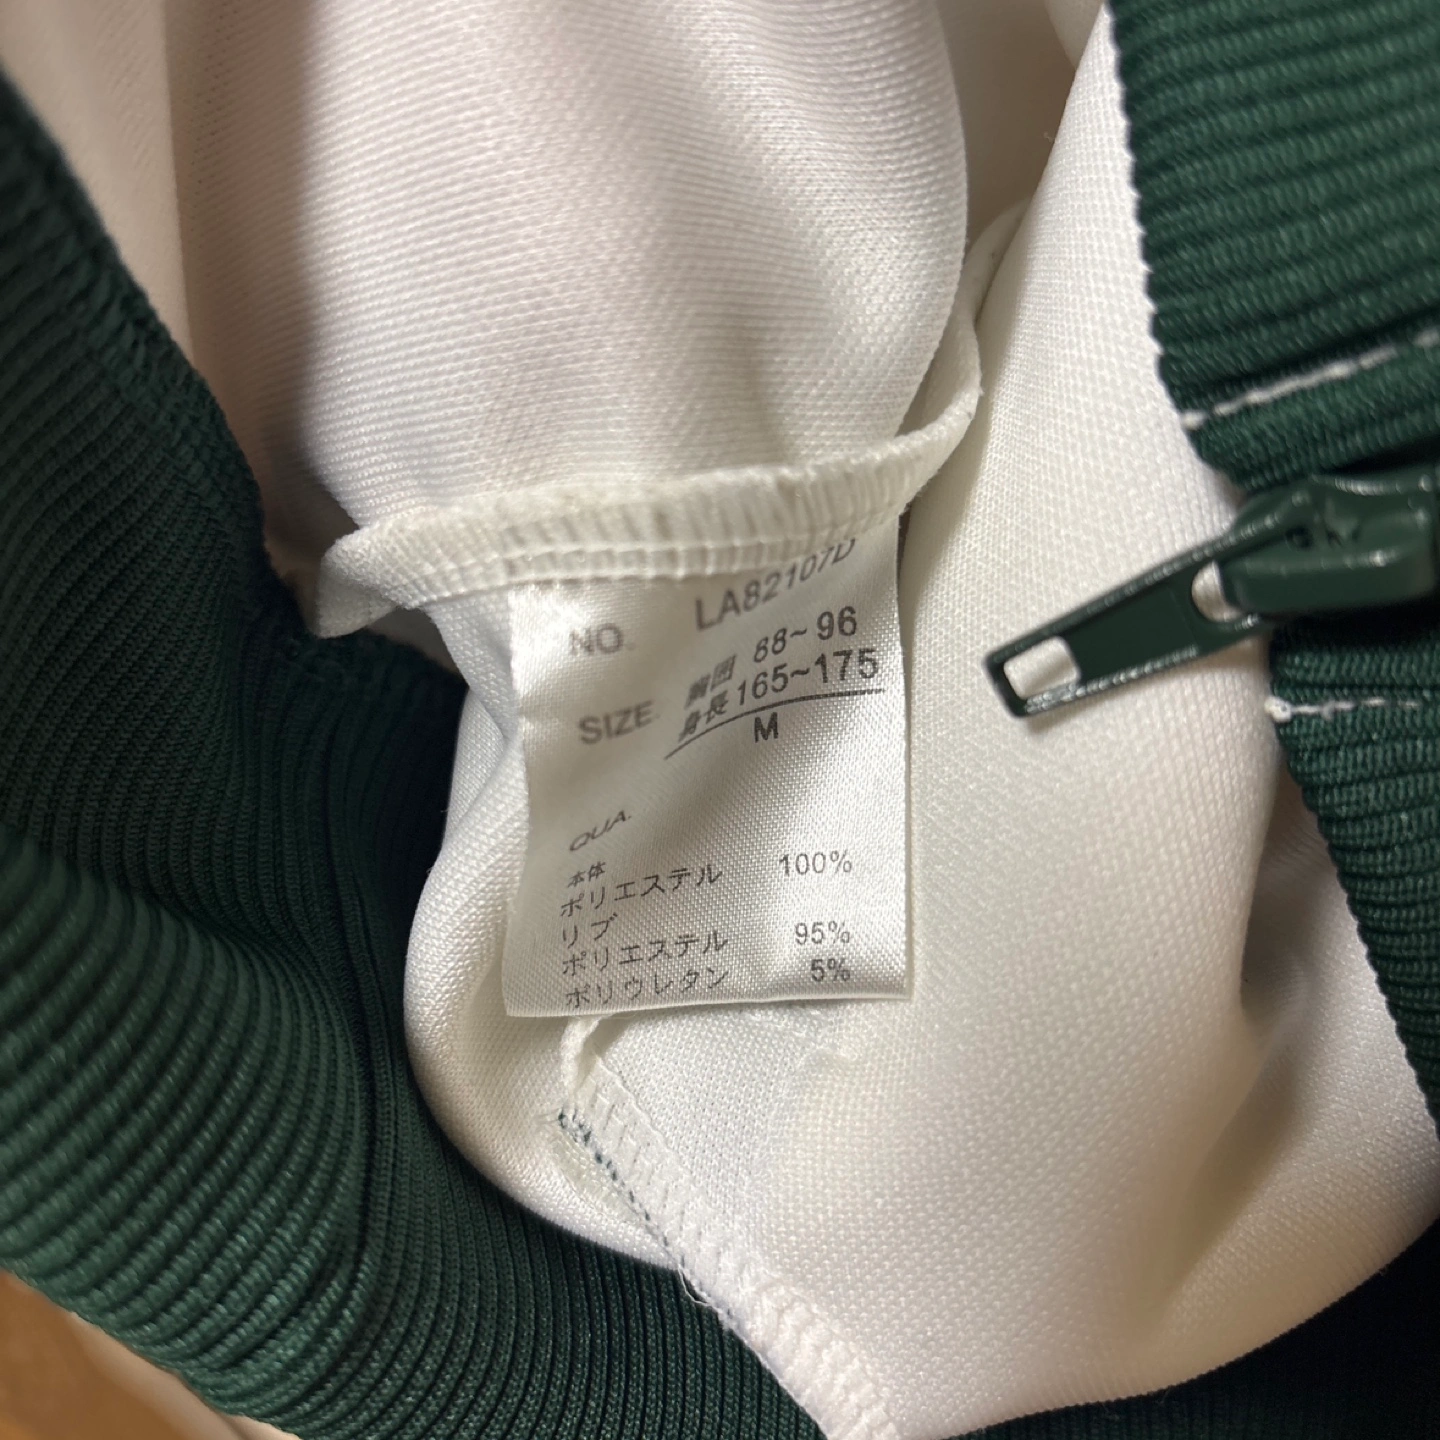 NO. LA82107D
SIZE 胸囲 88~96
身長 165~175
M
QUA.
本体
ポリエステル 100%
リブ
ポリエステル 95%
ポリウレタン 5%